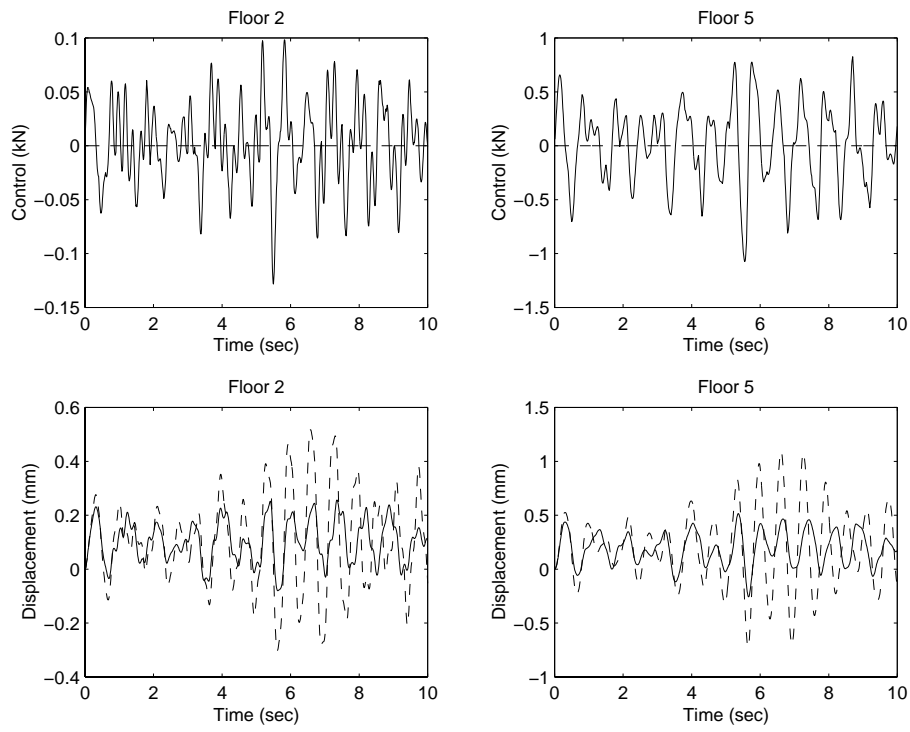 Floor 2
0.1
0.05
0
−0.05
−0.1
−0.15
Control (kN)
0 2 4 6 8 10
Time (sec)
Floor 5
1
0.5
0
−0.5
−1
−1.5
Control (kN)
0 2 4 6 8 10
Time (sec)
Floor 2
0.6
0.4
0.2
0
−0.2
−0.4
Displacement (mm)
0 2 4 6 8 10
Time (sec)
Floor 5
1.5
1
0.5
0
−0.5
−1
Displacement (mm)
0 2 4 6 8 10
Time (sec)